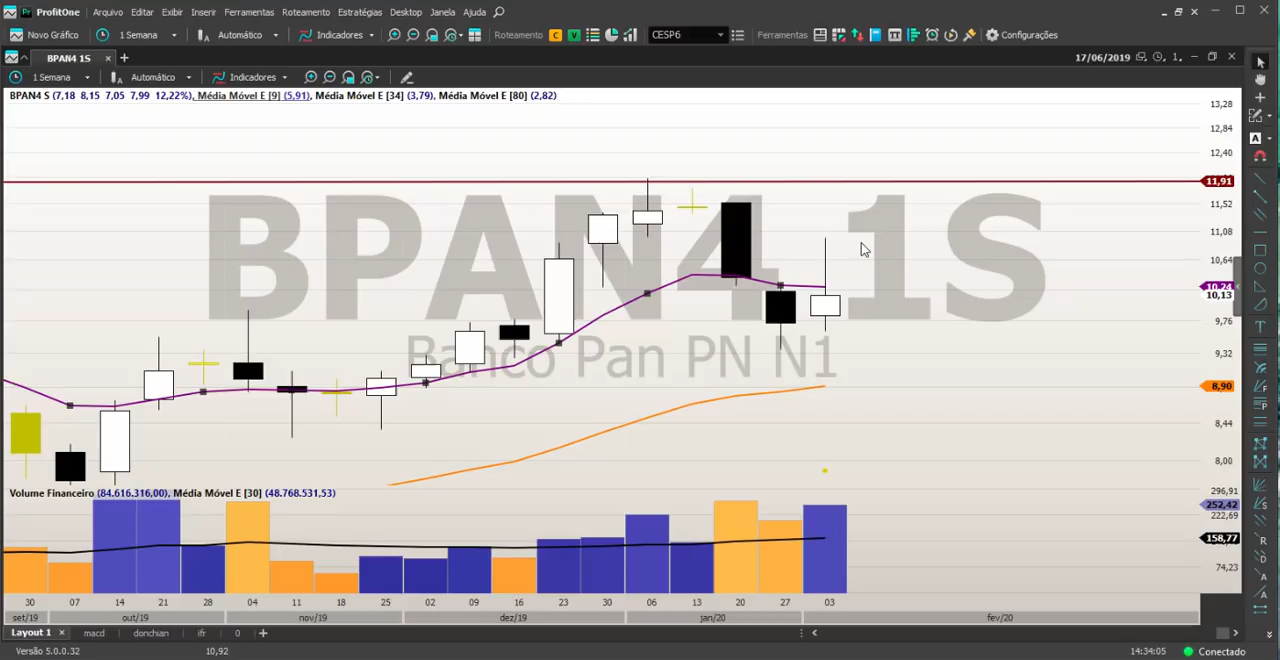 ProfitOne Arquivo Editar Exibir Inserir Ferramentas Roteamento Estratégias Desktop Janela Ajuda
Novo Gráfico 1 Semana Automático Indicadores Roteamento C V CESP6 Ferramentas Configurações
BPAN4 1S × + 17/06/2019 1
1 Semana Automático Indicadores
BPAN4 S (7,18 8,15 7,05 7,99 12,22%), Média Móvel E [9] (5,91), Média Móvel E [34] (3,79), Média Móvel E [80] (2,82)
13,28
12,84
12,40
11,91
11,52
11,08
10,64
10,24
10,13
9,76
9,32
8,90
8,44
8,00
BPAN4 1S
Banco Pan PN N1
Volume Financeiro (84.616.316,00), Média Móvel E [30] (48.768.531,53)
296,91
252,42
222,69
158,77
74,23
30 07 14 21 28 04 11 18 25 02 09 16 23 30 06 13 20 27 03
set/19 out/19 nov/19 dez/19 jan/20 fev/20
Layout 1 × macd donchian ifr 0 +
Versão 5.0.0.32 10,92 14:34:05 Conectado